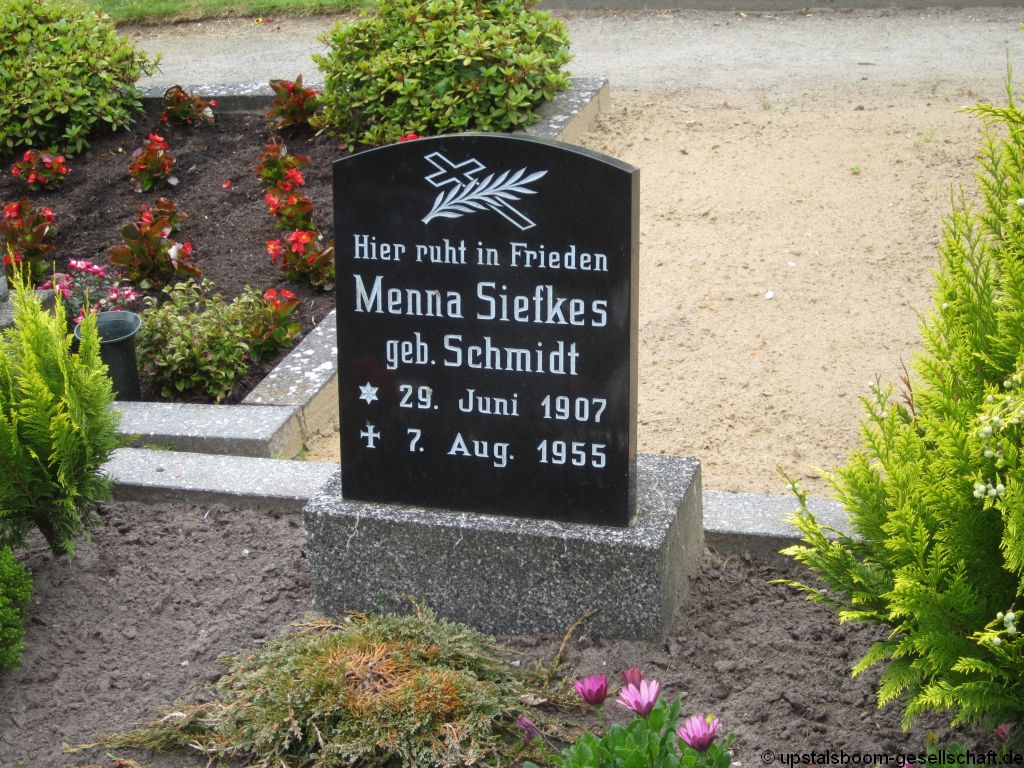 Hier ruht in Frieden
Menna Siefkes
geb. Schmidt
29. Juni 1907
7. Aug. 1955
© upstalsboom-gesellschaft.de